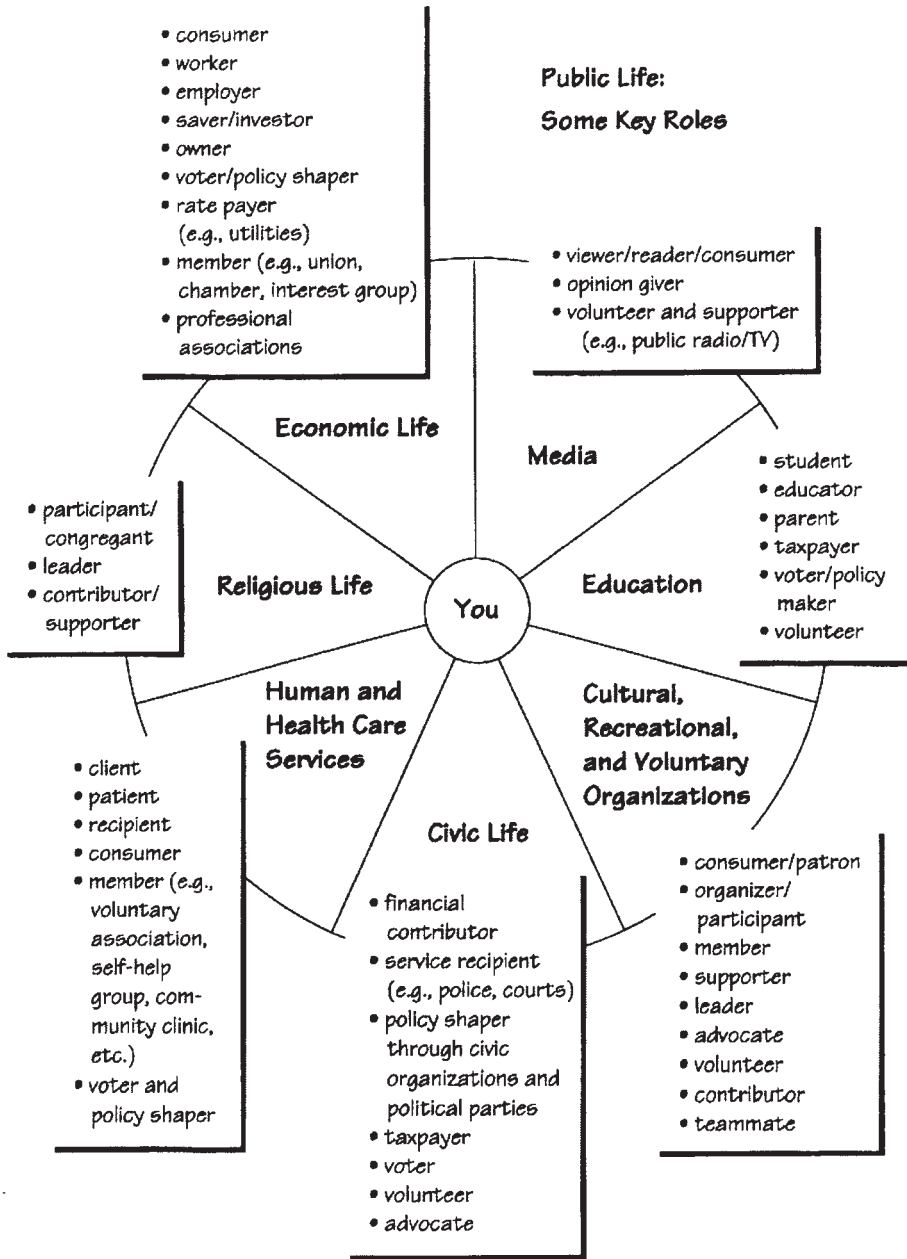 Public Life:
Some Key Roles
• consumer
• worker
• employer
• saver/investor
• owner
• voter/policy shaper
• rate payer
(e.g., utilities)
• member (e.g., union,
chamber, interest group)
• professional
associations
Economic Life
• viewer/reader/consumer
• opinion giver
• volunteer and supporter
(e.g., public radio/TV)
Media
• student
• educator
• parent
• taxpayer
• voter/policy
maker
• volunteer
Education
• participant/
congregant
• leader
• contributor/
supporter
Religious Life
You
Human and
Health Care
Services
• client
• patient
• recipient
• consumer
• member (e.g.,
voluntary
association,
self-help
group, com-
munity clinic,
etc.)
• voter and
policy shaper
Civic Life
• financial
contributor
• service recipient
(e.g., police, courts)
• policy shaper
through civic
organizations and
political parties
• taxpayer
• voter
• volunteer
• advocate
Cultural,
Recreational,
and Voluntary
Organizations
• consumer/patron
• organizer/
participant
• member
• supporter
• leader
• advocate
• volunteer
• contributor
• teammate